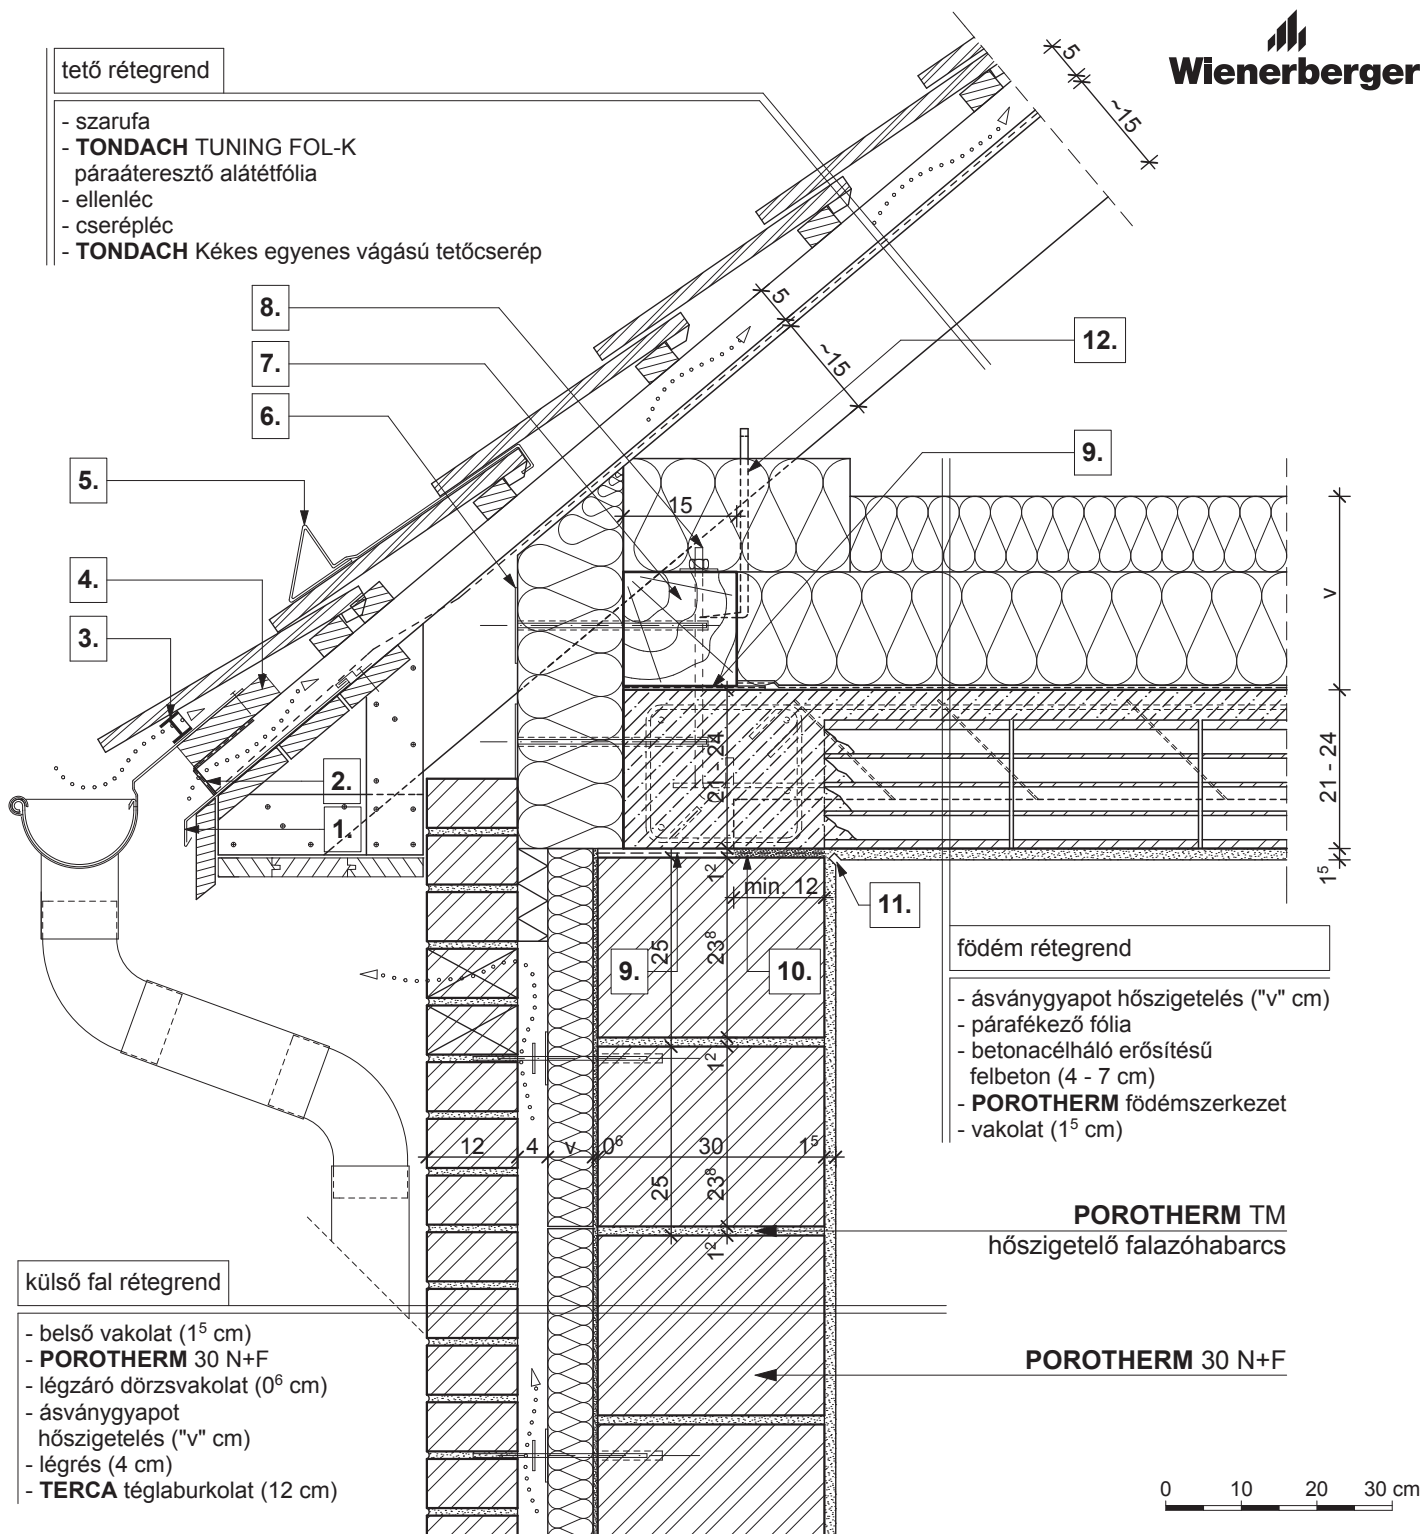 Wienerberger
tető rétegrend
- szarufa
- TONDACH TUNING FOL-K
páraáteresztő alátétfólia
- ellenléc
- cserépléc
- TONDACH Kékes egyenes vágású tetőcserép
5
~15
8.
7.
6.
5.
4.
3.
2.
1.
5
~15
12.
9.
15
v
21 - 24
21 - 24
1⁵
1²
min. 12
11.
25
23⁸
9.
10.
födém rétegrend
- ásványgyapot hőszigetelés ("v" cm)
- párafékező fólia
- betonacélháló erősítésű
felbeton (4 - 7 cm)
- POROTHERM födémszerkezet
- vakolat (1⁵ cm)
1²
12
4
v
0⁶
30
1⁵
25
23⁸
1²
POROTHERM TM
hőszigetelő falazóhabarcs
külső fal rétegrend
- belső vakolat (1⁵ cm)
- POROTHERM 30 N+F
- légzáró dörzsvakolat (0⁶ cm)
- ásványgyapot
hőszigetelés ("v" cm)
- légrés (4 cm)
- TERCA téglaburkolat (12 cm)
POROTHERM 30 N+F
0 10 20 30 cm